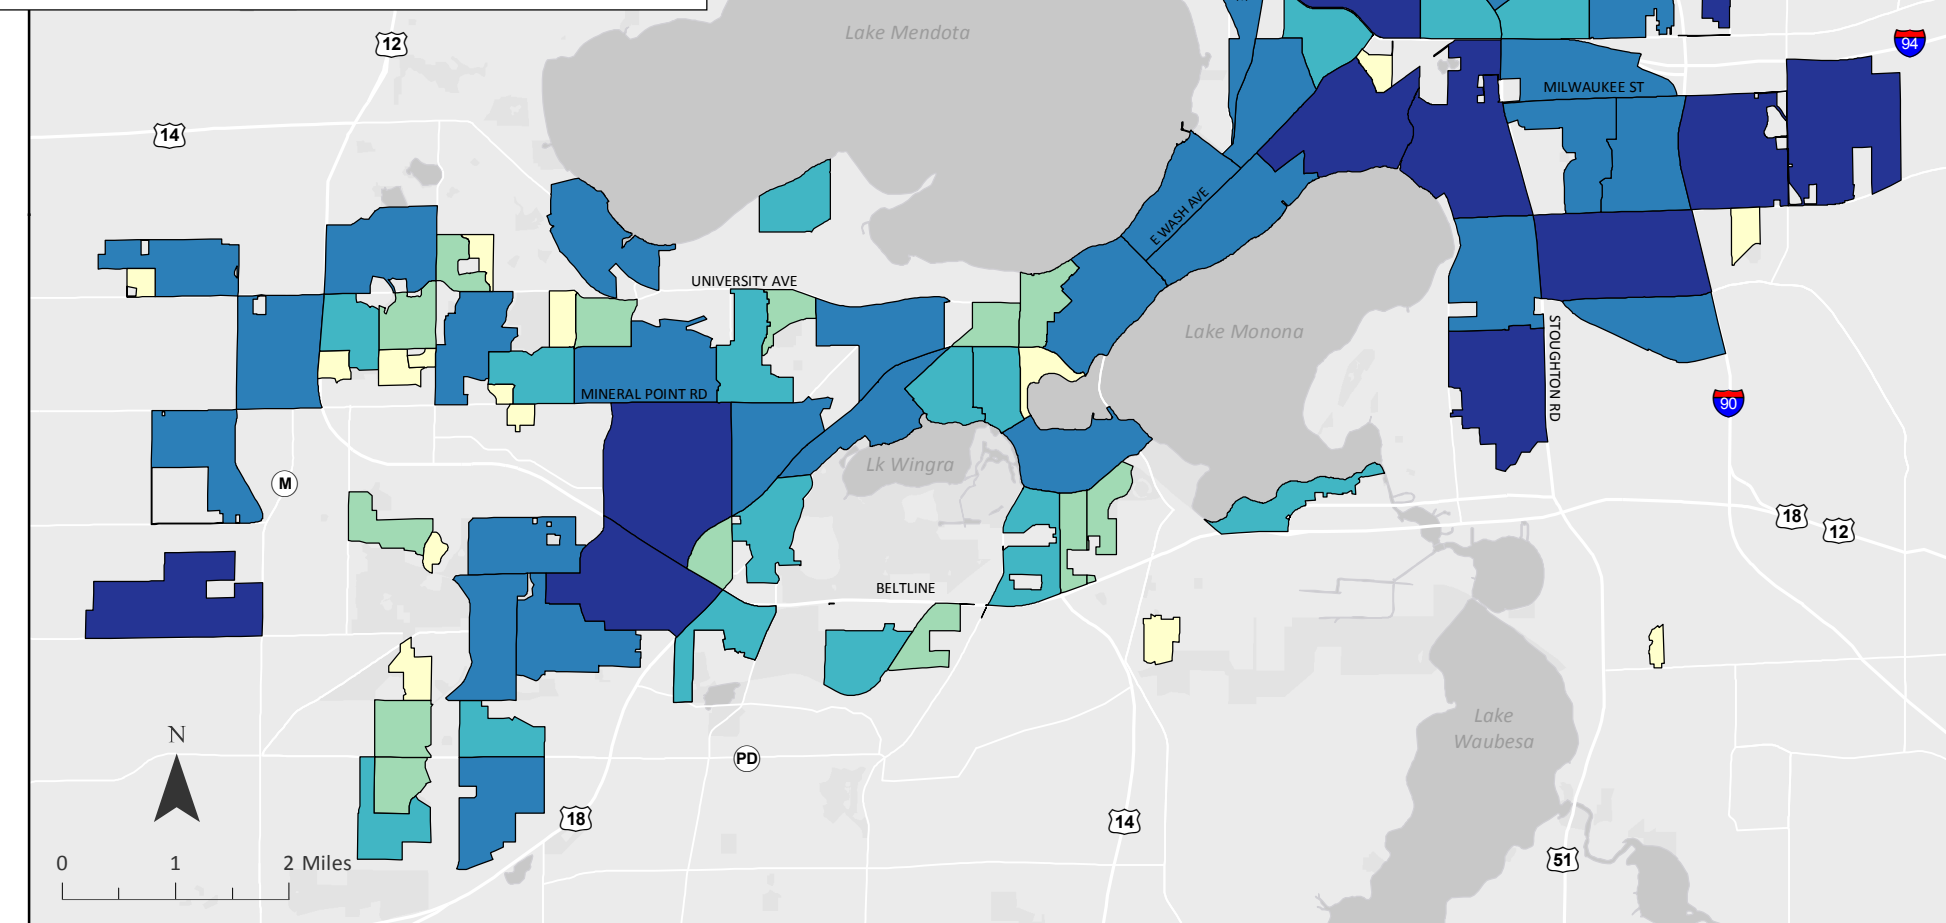 Lake Mendota
12
94
MILWAUKEE ST
14
E WASH AVE
UNIVERSITY AVE
Lake Monona
STOUGHTON RD
MINERAL POINT RD
90
Lk Wingra
M
18
12
BELTLINE
Lake
Waubesa
N
PD
18
14
51
0 1 2 Miles